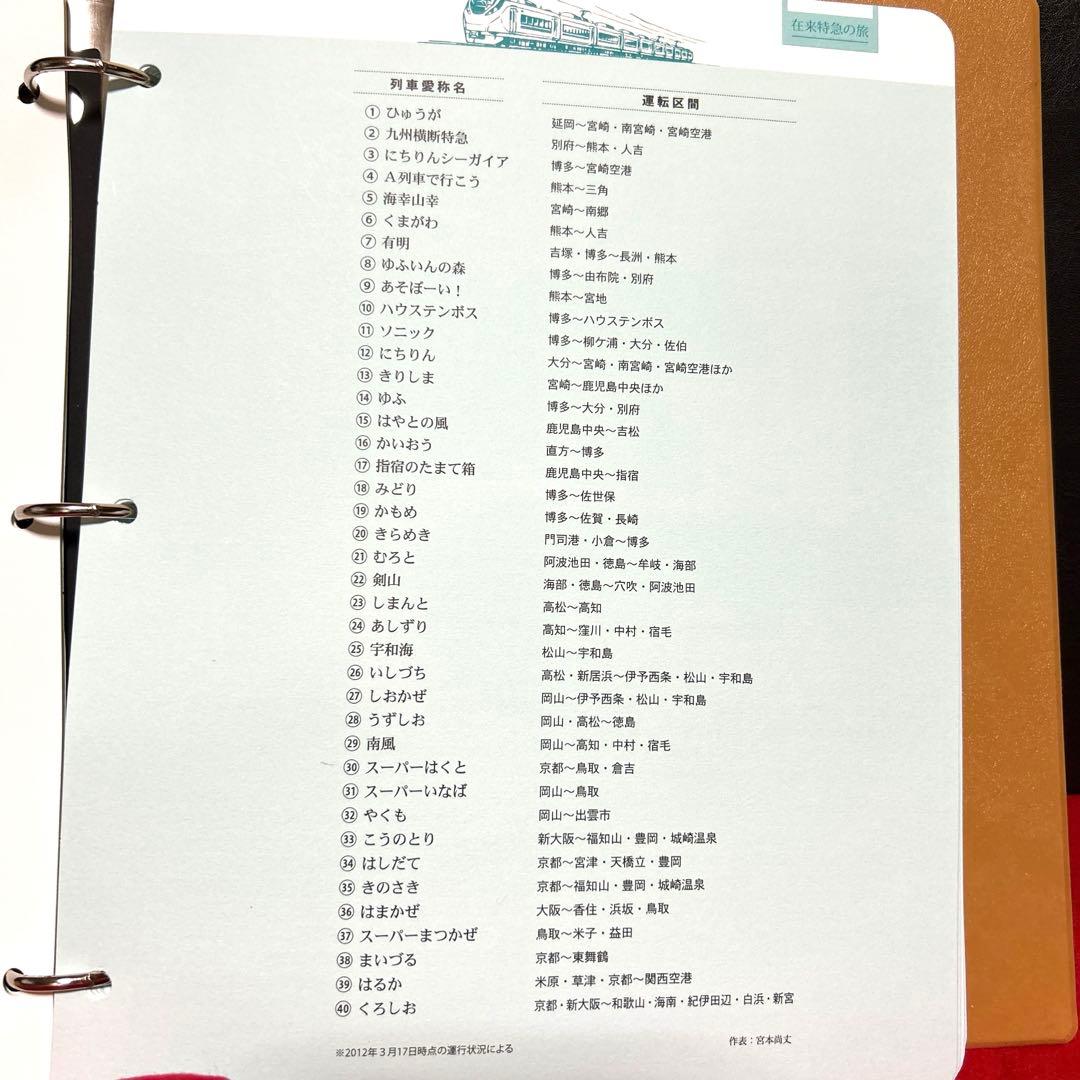 在来特急の旅
列車愛称名 運転区間
① ひゅうが 延岡～宮崎・南宮崎・宮崎空港
② 九州横断特急 別府～熊本・人吉
③ にちりんシーガイア 博多～宮崎空港
④ A列車で行こう 熊本～三角
⑤ 海幸山幸 宮崎～南郷
⑥ くまがわ 熊本～人吉
⑦ 有明 吉塚・博多～長洲・熊本
⑧ ゆふいんの森 博多～由布院・別府
⑨ あそぼーい！ 熊本～宮地
⑩ ハウステンボス 博多～ハウステンボス
⑪ ソニック 博多～柳ケ浦・大分・佐伯
⑫ にちりん 大分～宮崎・南宮崎・宮崎空港ほか
⑬ きりしま 宮崎～鹿児島中央ほか
⑭ ゆふ 博多～大分・別府
⑮ はやとの風 鹿児島中央～吉松
⑯ かいおう 直方～博多
⑰ 指宿のたまて箱 鹿児島中央～指宿
⑱ みどり 博多～佐世保
⑲ かもめ 博多～佐賀・長崎
⑳ きらめき 門司港・小倉～博多
㉑ むろと 阿波池田・徳島～牟岐・海部
㉒ 剣山 海部・徳島～穴吹・阿波池田
㉓ しまんと 高松～高知
㉔ あしずり 高知～窪川・中村・宿毛
㉕ 宇和海 松山～宇和島
㉖ いしづち 高松・新居浜～伊予西条・松山・宇和島
㉗ しおかぜ 岡山～伊予西条・松山・宇和島
㉘ うずしお 岡山・高松～徳島
㉙ 南風 岡山～高知・中村・宿毛
㉚ スーパーはくと 京都～鳥取・倉吉
㉛ スーパーいなば 岡山～鳥取
㉜ やくも 岡山～出雲市
㉝ こうのとり 新大阪～福知山・豊岡・城崎温泉
㉞ はしだて 京都～宮津・天橋立・豊岡
㉟ きのさき 京都～福知山・豊岡・城崎温泉
㊱ はまかぜ 大阪～香住・浜坂・鳥取
㊲ スーパーまつかぜ 鳥取～米子・益田
㊳ まいづる 京都～東舞鶴
㊴ はるか 米原・草津・京都～関西空港
㊵ くろしお 京都・新大阪～和歌山・海南・紀伊田辺・白浜・新宮
※2012年３月17日時点の運行状況による 作表：宮本尚丈